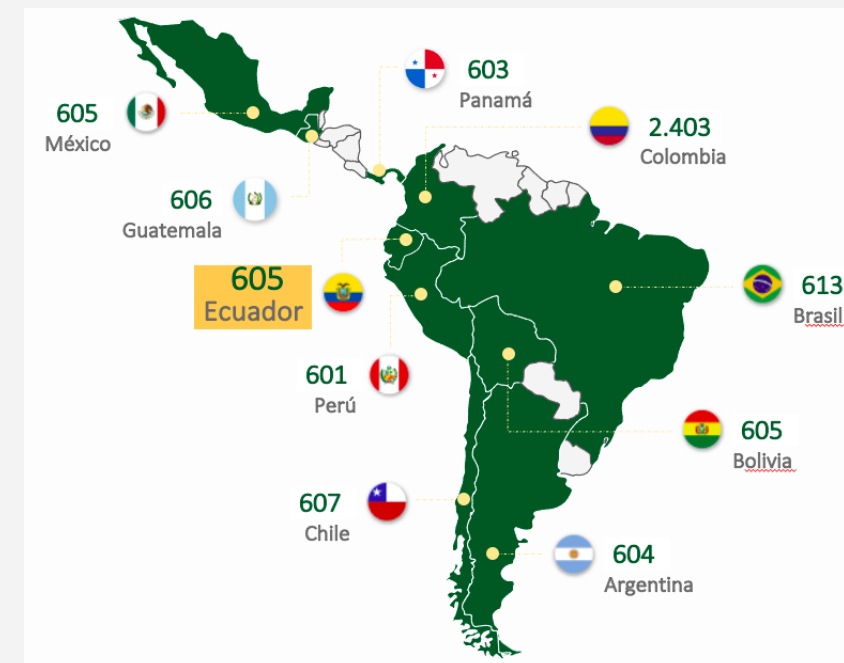 603
Panamá
605
México
2.403
Colombia
606
Guatemala
605
Ecuador
613
Brasil
601
Perú
605
Bolivia
607
Chile
604
Argentina